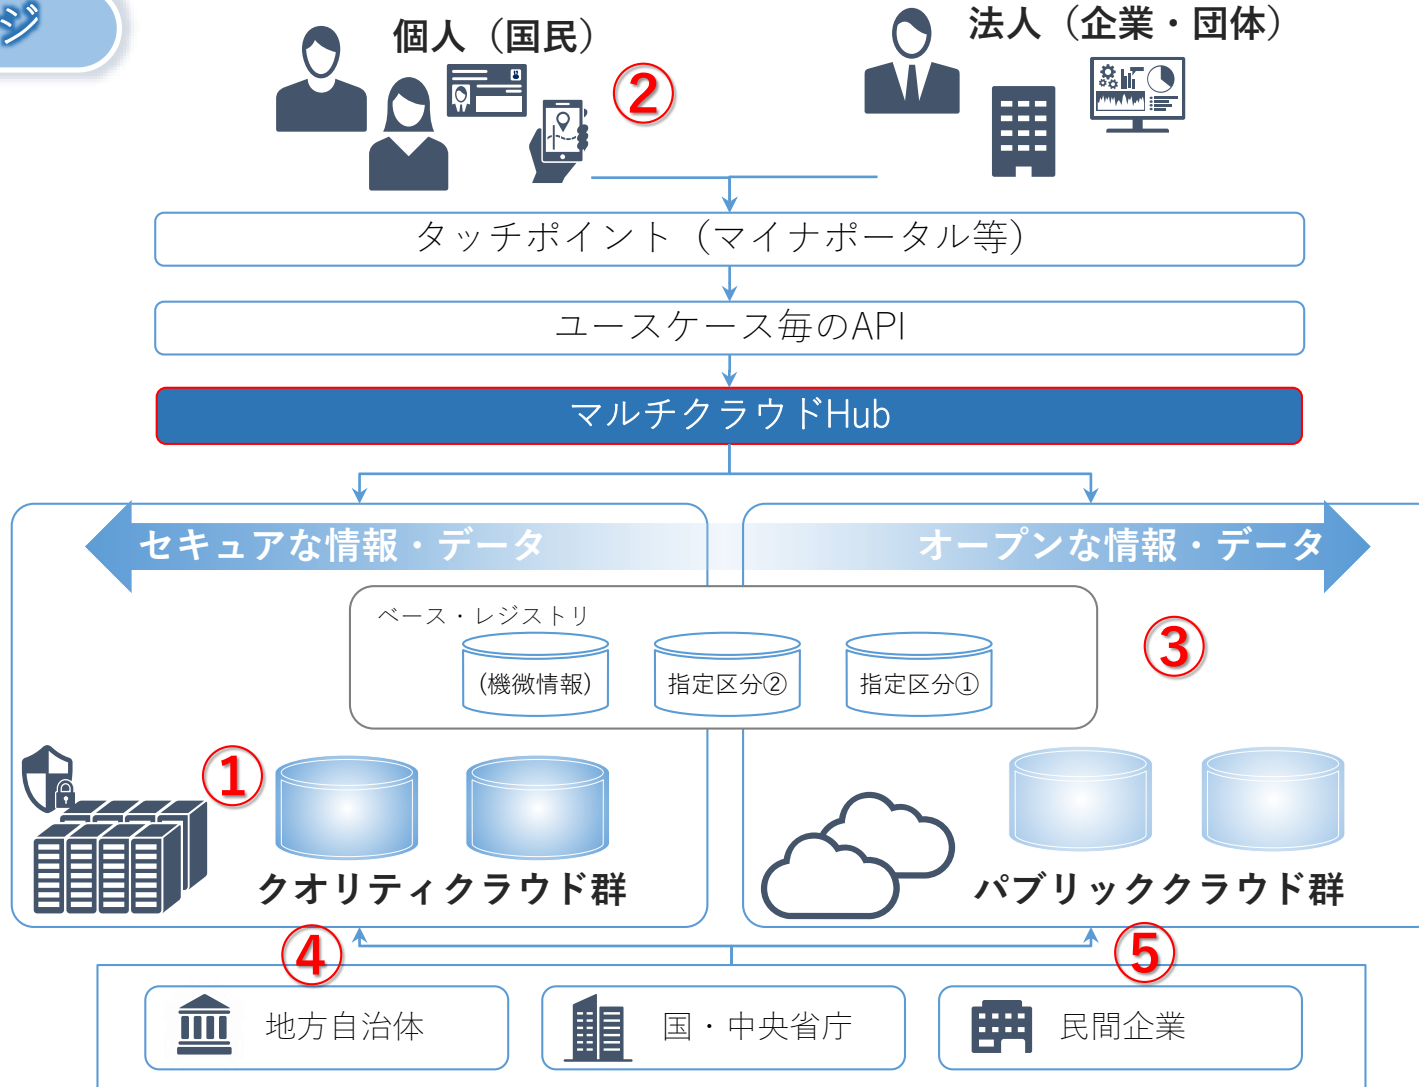 ジ
個人（国民）
法人（企業・団体）
②
タッチポイント（マイナポータル等）
ユースケース毎のAPI
マルチクラウドHub
セキュアな情報・データ
オープンな情報・データ
ベース・レジストリ
(機微情報)
指定区分②
指定区分①
③
①
クオリティクラウド群
パブリッククラウド群
④
⑤
地方自治体
国・中央省庁
民間企業